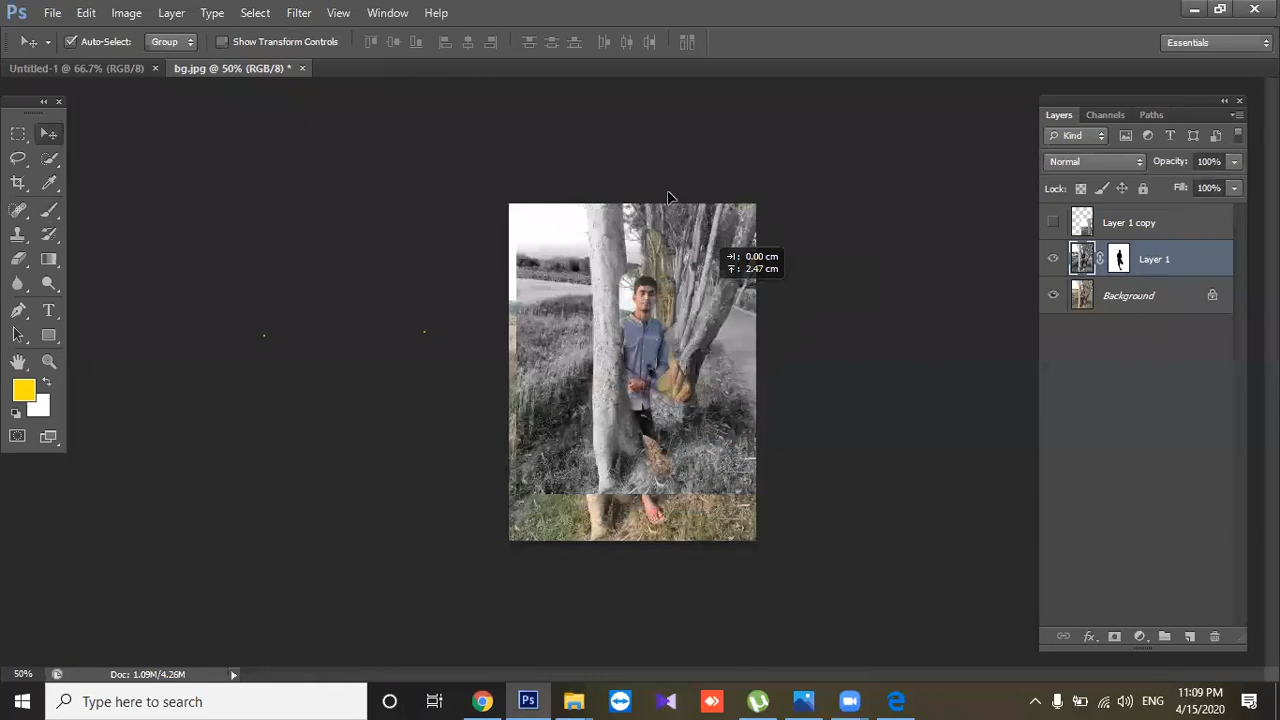 Ps File Edit Image Layer Type Select Filter View Window Help
Auto-Select: Group Show Transform Controls Essentials
Untitled-1 @ 66.7% (RGB/8) × bg.jpg @ 50% (RGB/8) * ×
Layers Channels Paths
Kind
Normal Opacity: 100%
Lock: Fill: 100%
Layer 1 copy
Layer 1
Background
: 0.00 cm
: 2.47 cm
fx
50% Doc: 1.09M/4.26M
Type here to search
Ps
ENG
11:09 PM
4/15/2020